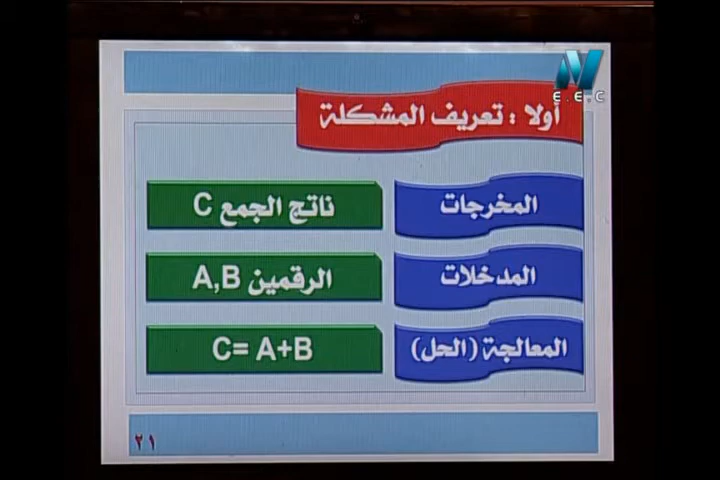 E.E.C
أولا : تعريف المشكلة
المخرجات
ناتج الجمع C
المدخلات
الرقمين A,B
المعالجة (الحل)
C= A+B
٢١